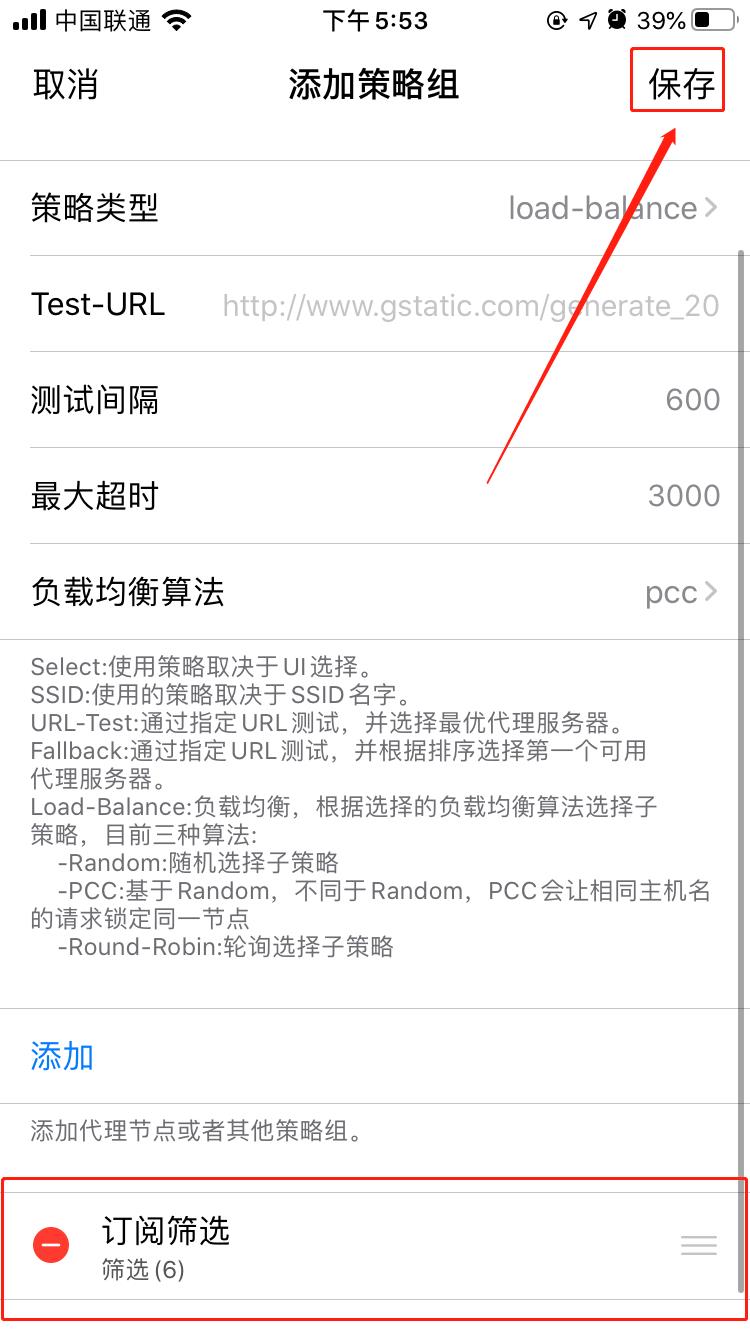 中国联通 下午5:53 39%
取消 添加策略组 保存
策略类型 load-balance
Test-URL http://www.gstatic.com/generate_20
测试间隔 600
最大超时 3000
负载均衡算法 pcc
Select:使用策略取决于UI选择。
SSID:使用的策略取决于SSID名字。
URL-Test:通过指定URL测试，并选择最优代理服务器。
Fallback:通过指定URL测试，并根据排序选择第一个可用
代理服务器。
Load-Balance:负载均衡，根据选择的负载均衡算法选择子
策略，目前三种算法:
-Random:随机选择子策略
-PCC:基于Random，不同于Random，PCC会让相同主机名
的请求锁定同一节点
-Round-Robin:轮询选择子策略
添加
添加代理节点或者其他策略组。
订阅筛选
筛选(6)